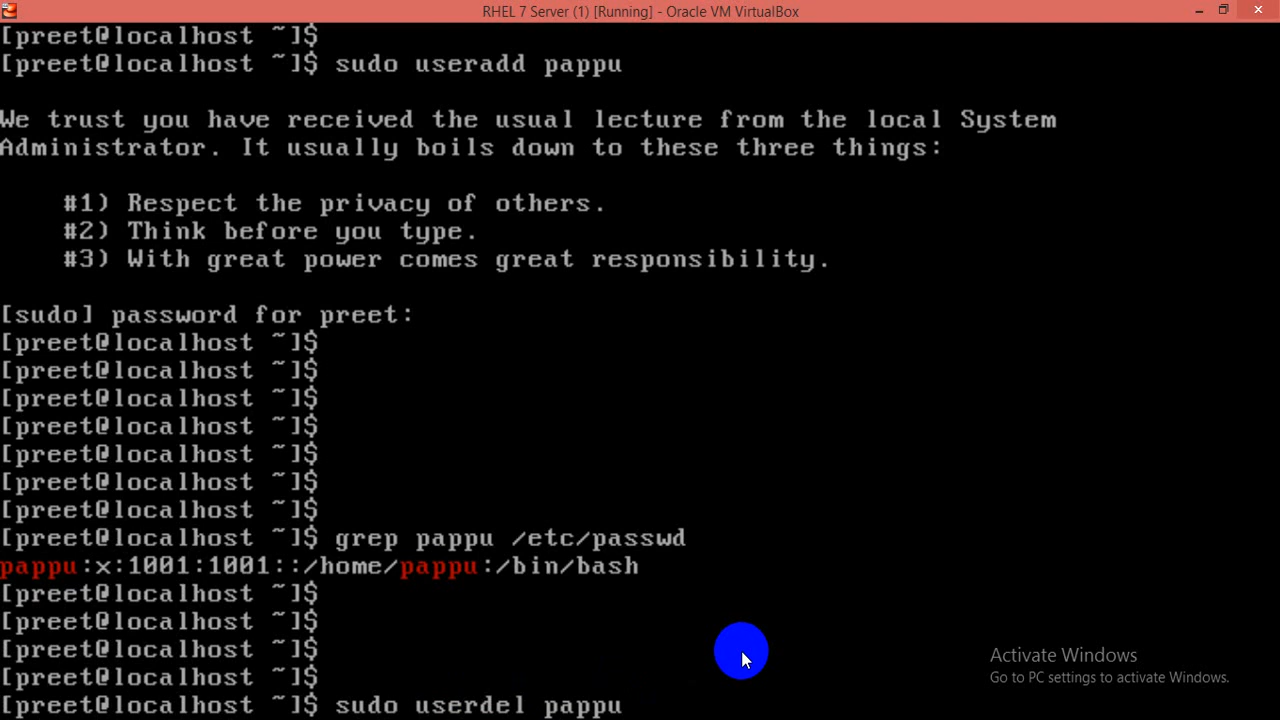 RHEL 7 Server (1) [Running] - Oracle VM VirtualBox
[preet@localhost ~]$
[preet@localhost ~]$ sudo useradd pappu
We trust you have received the usual lecture from the local System
Administrator. It usually boils down to these three things:
#1) Respect the privacy of others.
#2) Think before you type.
#3) With great power comes great responsibility.
[sudo] password for preet:
[preet@localhost ~]$
[preet@localhost ~]$
[preet@localhost ~]$
[preet@localhost ~]$
[preet@localhost ~]$
[preet@localhost ~]$
[preet@localhost ~]$
[preet@localhost ~]$ grep pappu /etc/passwd
pappu:x:1001:1001::/home/pappu:/bin/bash
[preet@localhost ~]$
[preet@localhost ~]$
[preet@localhost ~]$
[preet@localhost ~]$
[preet@localhost ~]$ sudo userdel pappu
Activate Windows
Go to PC settings to activate Windows.